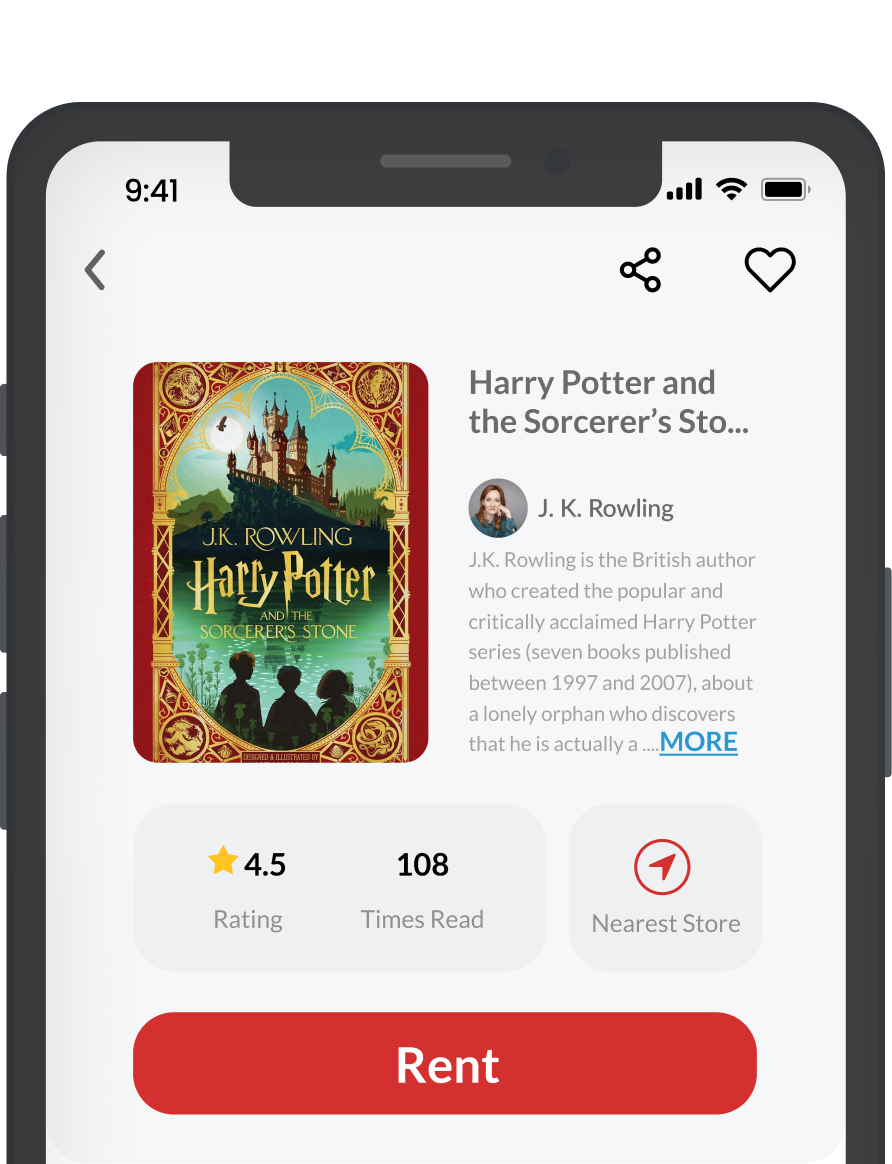 9:41
Harry Potter and
the Sorcerer’s Sto...
J. K. Rowling
J.K. Rowling is the British author
who created the popular and
critically acclaimed Harry Potter
series (seven books published
between 1997 and 2007), about
a lonely orphan who discovers
that he is actually a ....MORE
J.K. ROWLING
Harry Potter
AND THE
SORCERER'S STONE
DESIGNED & ILLUSTRATED BY
4.5
108
Rating
Times Read
Nearest Store
Rent